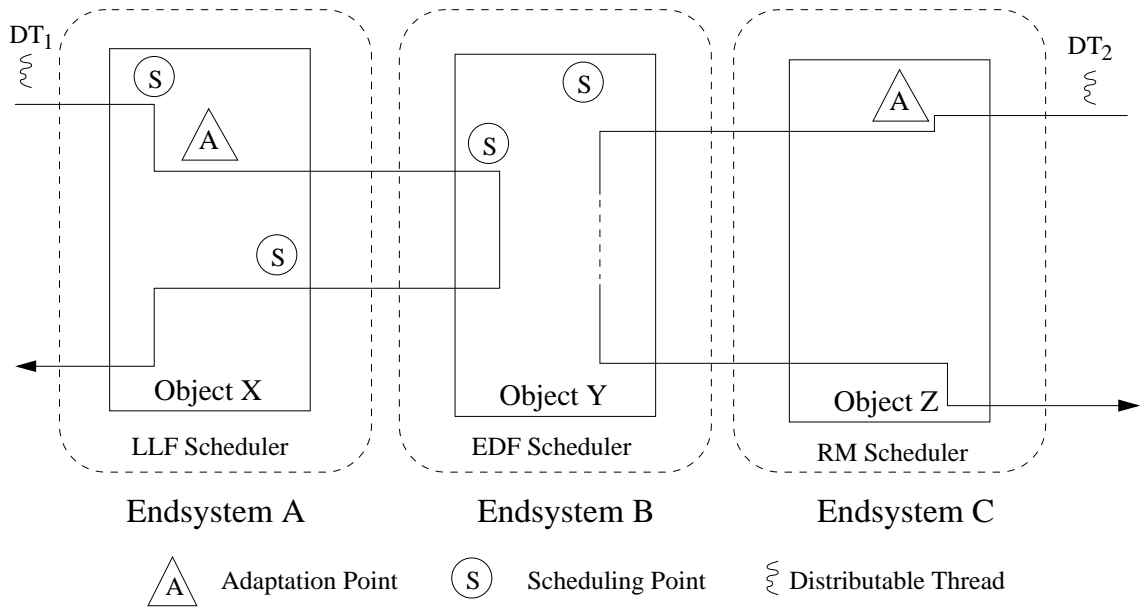 DT1
DT2
S
S
A
A
S
S
Object X
Object Y
Object Z
LLF Scheduler
EDF Scheduler
RM Scheduler
Endsystem A
Endsystem B
Endsystem C
A Adaptation Point
S Scheduling Point
Distributable Thread